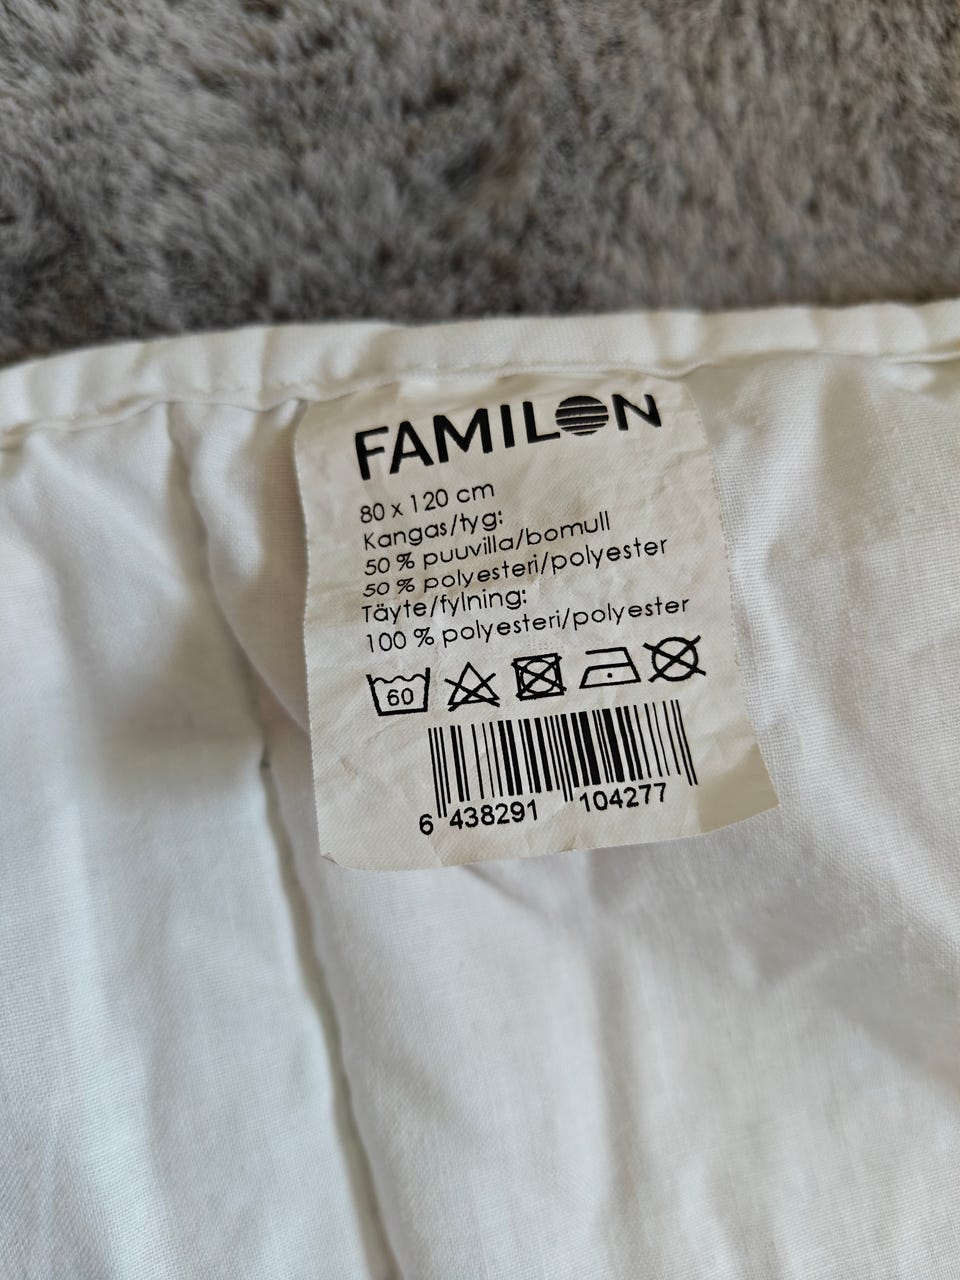 FAMILON
80 x 120 cm
Kangas/tyg:
50 % puuvilla/bomull
50 % polyesteri/polyester
Täyte/fylning:
100 % polyesteri/polyester
60
6 438291 104277